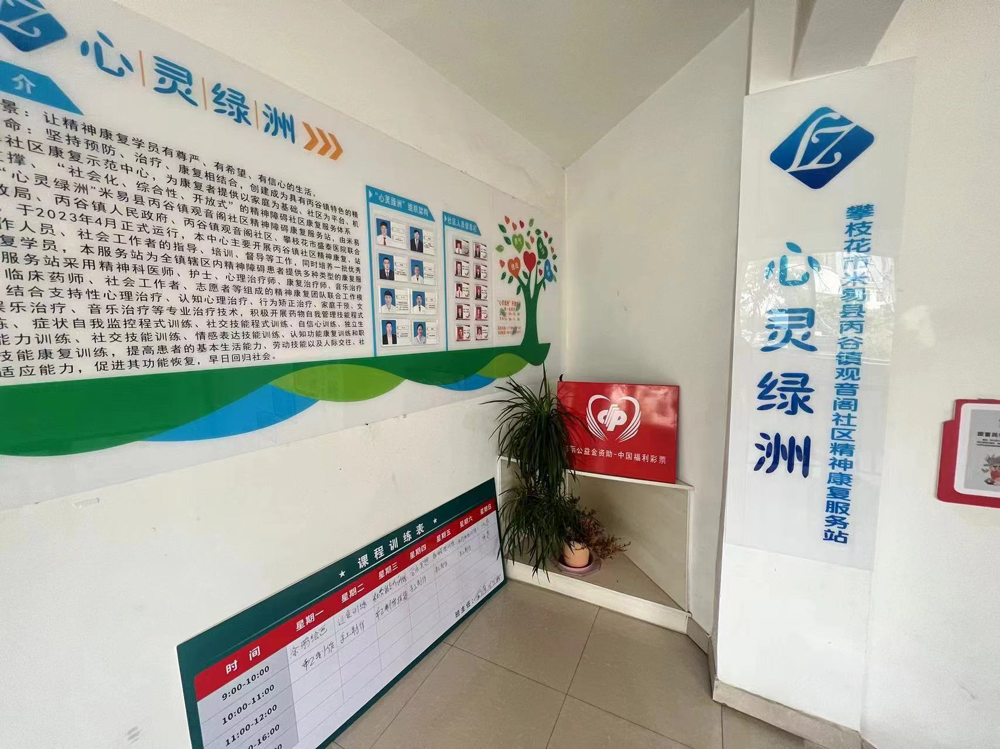 心灵绿洲
介
景：让精神康复学员有尊严、有希望、有信心的生活。
命：坚持预防、治疗、康复相结合，创建成为具有丙谷镇特色的精
社区康复示范中心，为康复者提供以家庭为基础、社区为平台、机
撑、“社会化、综合性、开放式”的精神障碍社区康复服务体系
“心灵绿洲”米易县丙谷镇观音阁社区精神障碍康复服务站，由米易
政局、丙谷镇人民政府、丙谷镇观音阁社区、攀枝花市盛泰医院联合
，于2023年4月正式运行，本中心主要开展丙谷镇社区精神康复、站
作人员、社会工作者的指导、培训、督导等工作，同时培养一批优秀
复学员，本服务站为全镇辖区内精神障碍患者提供多种类型的康复服
服务站采用精神科医师、护士、心理治疗师、康复治疗师、音乐治疗
临床药师、社会工作者、志愿者等组成的精神康复团队联合工作模
结合支持性心理治疗、认知心理治疗、行为矫正治疗、家庭干预、文
娱乐治疗、音乐治疗等专业治疗技术，积极开展药物自我管理技能程式
练、症状自我监控程式训练、社交技能程式训练、自信心训练、独立生
能力训练、社交技能训练、情感表达技能训练、认知功能康复训练和职
技能康复训练，提高患者的基本生活能力、劳动技能以及人际交往、社
适应能力，促进其功能恢复，早日回归社会。
“心灵绿洲”组织架构
社区人员信息栏
彩票公益金资助-中国福利彩票
心灵绿洲
攀枝花市米易县丙谷镇观音阁社区精神康复服务站
国富民
★ 课程训练表 ★
时间 星期一 星期二 星期三 星期四 星期五 星期六 星期日
9:00-10:00 涂鸦绘画 进食训练 社交能力训练 音乐 休息
10:00-11:00 手工制作 手工制作 手工制作 手工制作 手工制作 手工制作 休息
11:00-12:00
-16:00
班主任：